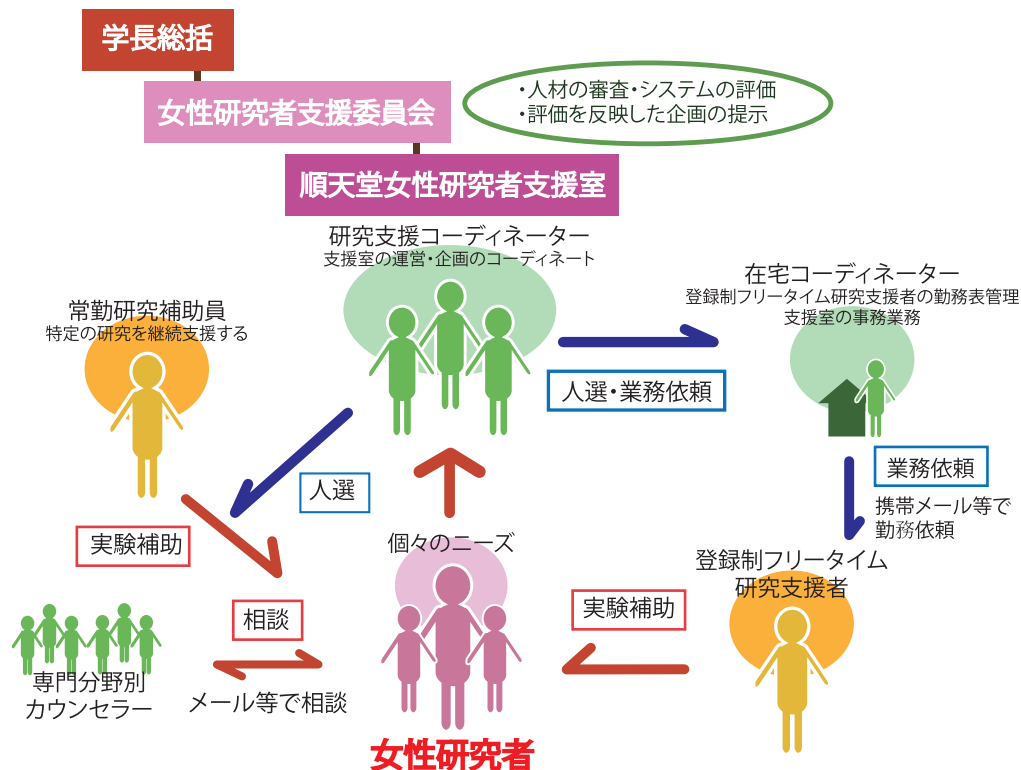 学長総括
女性研究者支援委員会
・人材の審査・システムの評価
・評価を反映した企画の提示
順天堂女性研究者支援室
研究支援コーディネーター
支援室の運営・企画のコーディネート
在宅コーディネーター
登録制フリータイム研究支援者の勤務表管理
支援室の事務業務
常勤研究補助員
特定の研究を継続支援する
人選・業務依頼
人選
業務依頼
携帯メール等で
勤務依頼
実験補助
個々のニーズ
登録制フリータイム
研究支援者
実験補助
相談
専門分野別
カウンセラー
メール等で相談
女性研究者